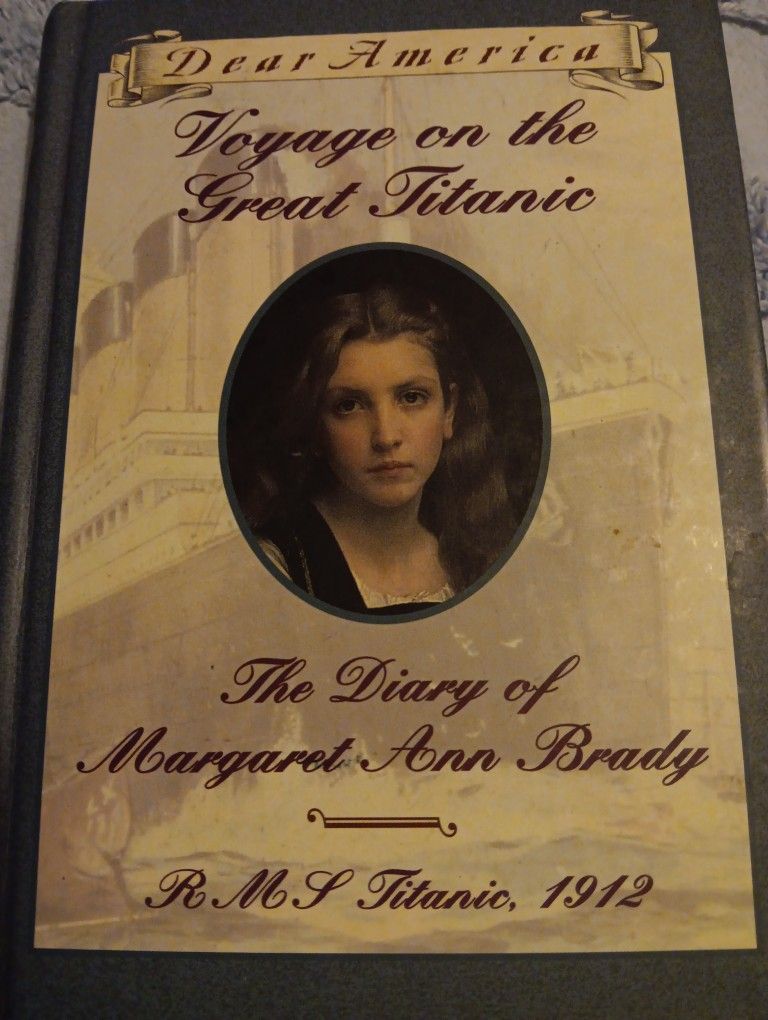 Dear America
Voyage on the
Great Titanic
The Diary of
Margaret Ann Brady
RMS Titanic, 1912